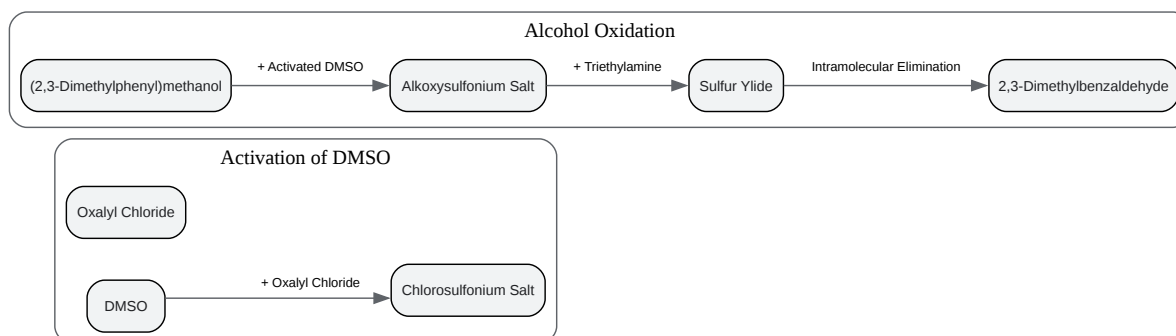 Alcohol Oxidation
(2,3-Dimethylphenyl)methanol
+ Activated DMSO
Alkoxysulfonium Salt
+ Triethylamine
Sulfur Ylide
Intramolecular Elimination
2,3-Dimethylbenzaldehyde
Activation of DMSO
Oxalyl Chloride
DMSO
+ Oxalyl Chloride
Chlorosulfonium Salt